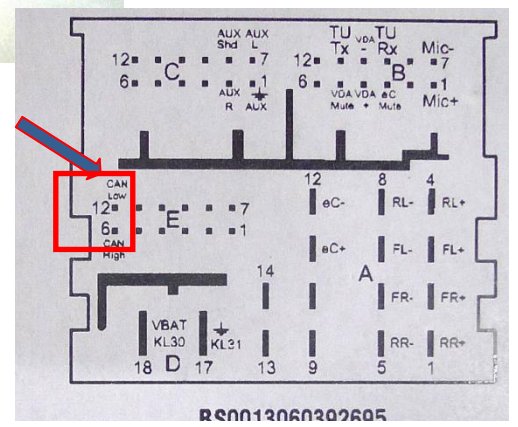 AUX AUX
Shd L
TU VDA TU
Tx - Rx Mic-
12 C 7 12 B 7
6 1 6 1
AUX ⏚ VDA VDA eC Mic+
R AUX Mute + Mute
CAN
Low
12 8 4
12 E 7 eC- RL- RL+
6 1
CAN
High
eC+ FL- FL+
14 A
FR- FR+
VBAT ⏚
KL30 KL31 RR- RR+
18 D 17 13 9 5 1
RS0013060392695